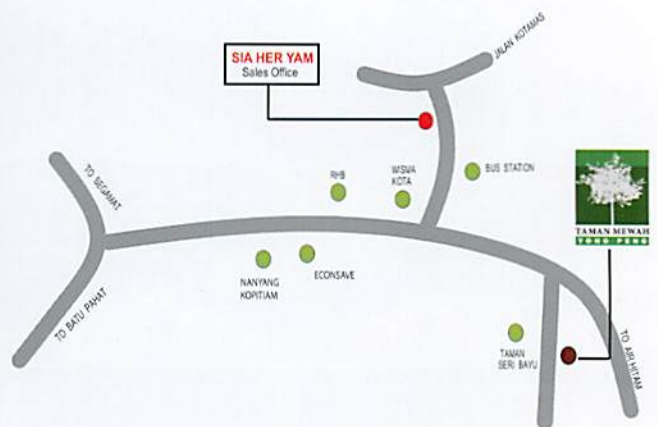 SIA HER YAM
Sales Office
JALAN KOTAMAS
TO SEGAMAT
RHB
WISMA
KOTA
BUS STATION
TAMAN MEWAH
YONG PENG
NANYANG
KOPITIAM
ECONSAVE
TO BATU PAHAT
TAMAN
SERI BAYU
TO AIR HITAM